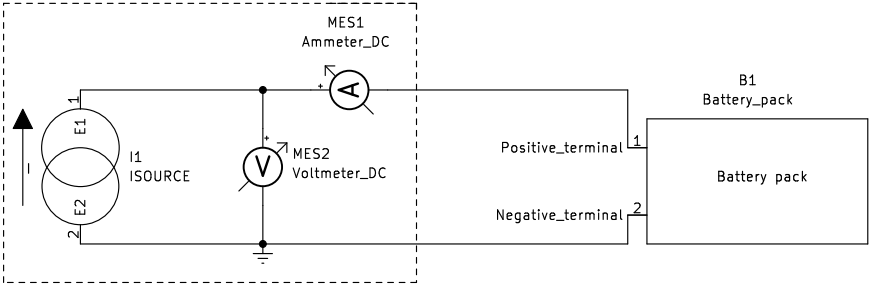 MES1
Ammeter_DC
+
A
B1
Battery_pack
1
E1
I
I1
ISOURCE
+
V
MES2
Voltmeter_DC
Positive_terminal
1
Battery pack
E2
2
Negative_terminal
2